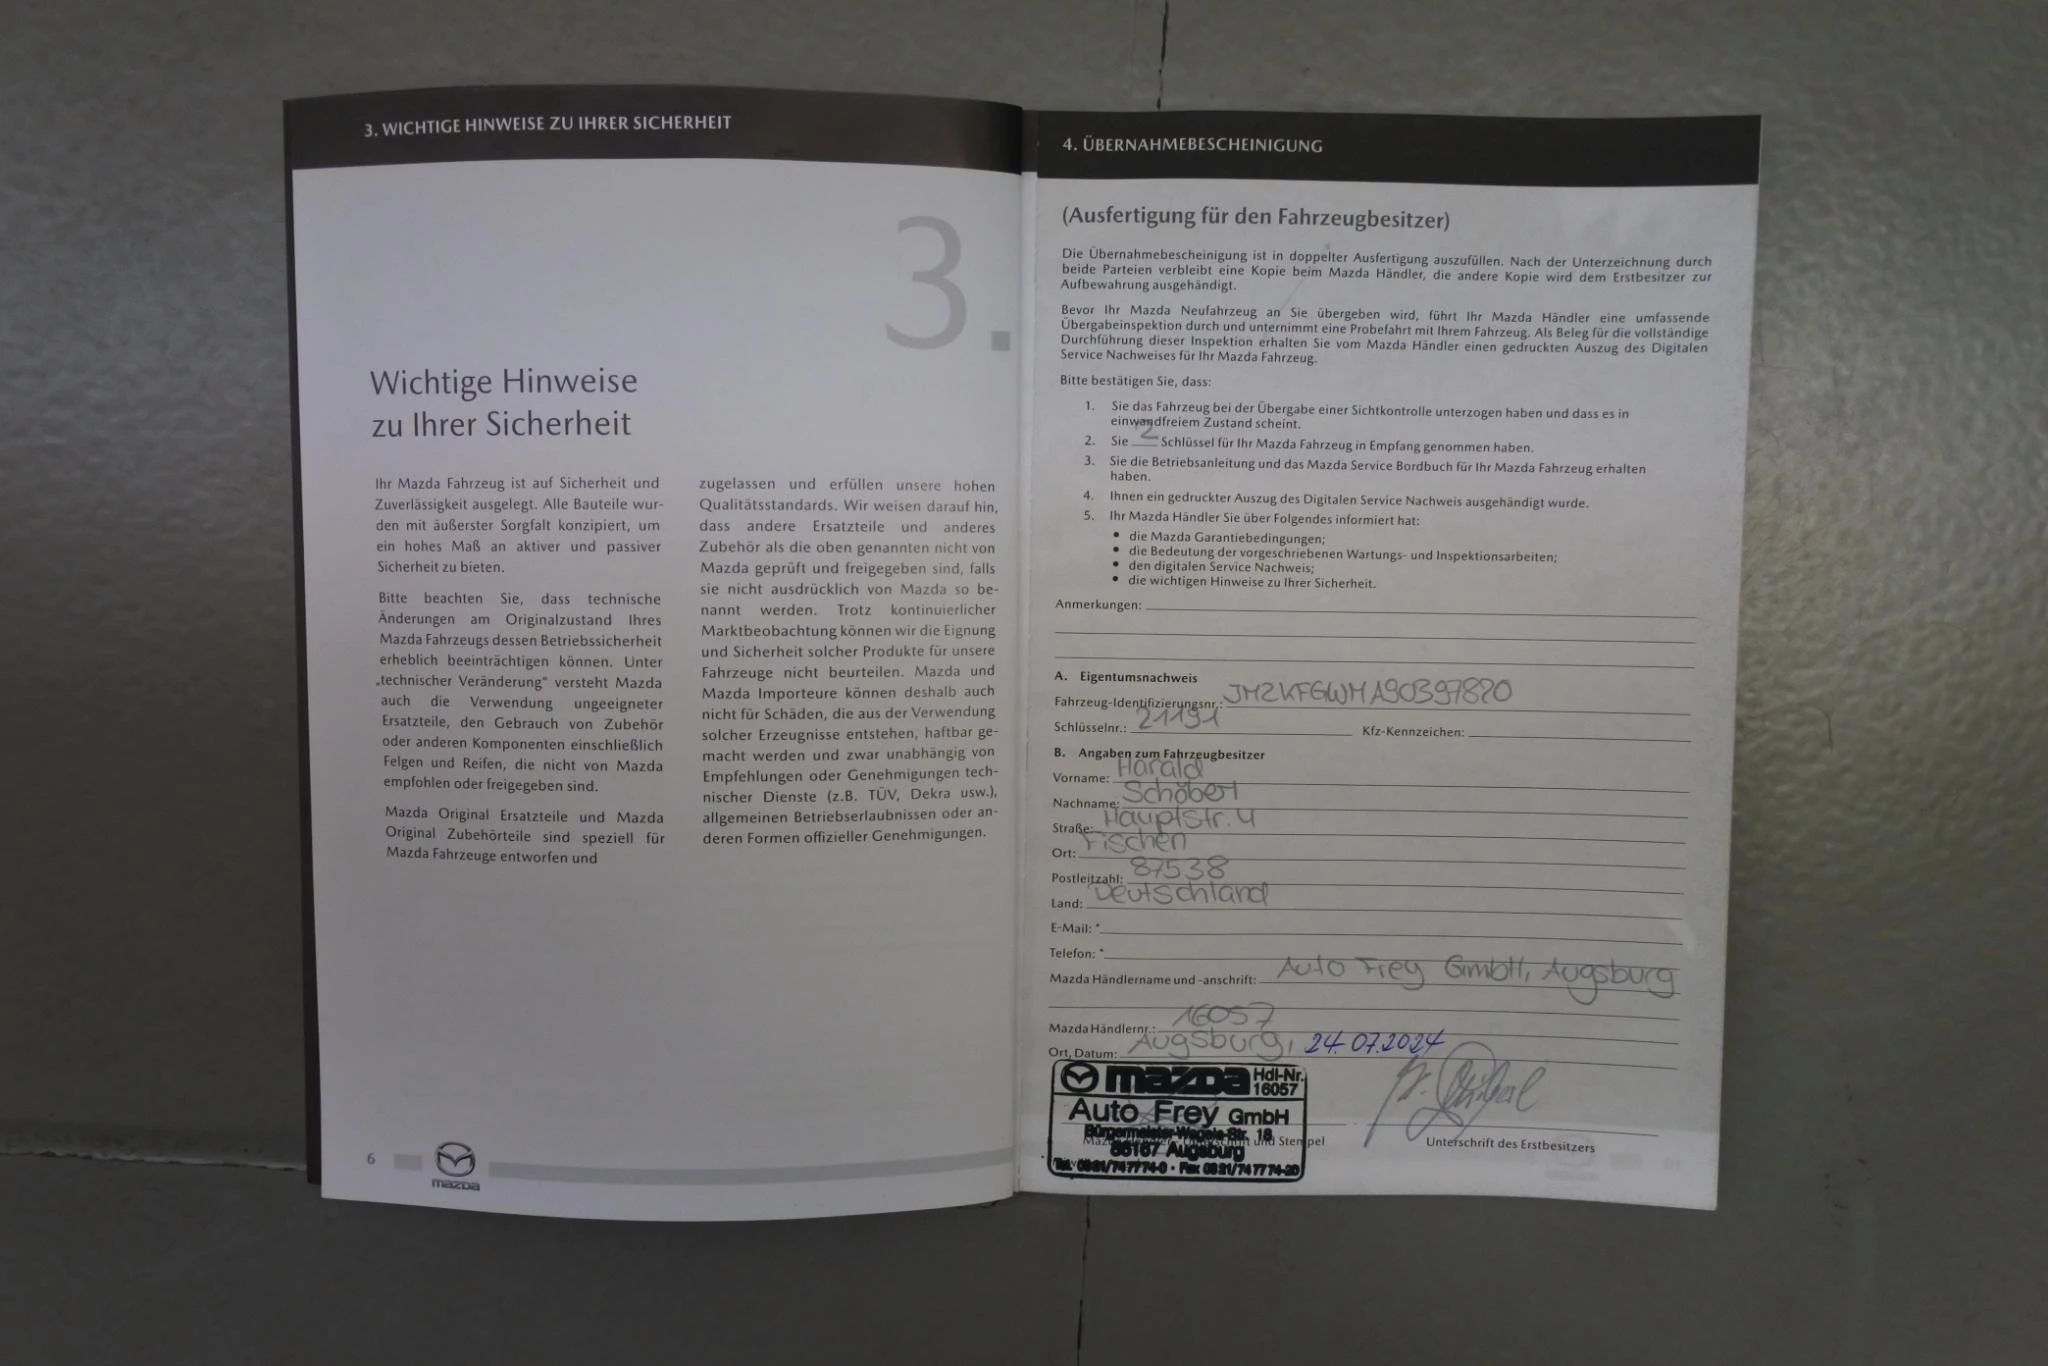 3. WICHTIGE HINWEISE ZU IHRER SICHERHEIT
3.
Wichtige Hinweise
zu Ihrer Sicherheit
Ihr Mazda Fahrzeug ist auf Sicherheit und
Zuverlässigkeit ausgelegt. Alle Bauteile wur-
den mit äußerster Sorgfalt konzipiert, um
ein hohes Maß an aktiver und passiver
Sicherheit zu bieten.
Bitte beachten Sie, dass technische
Änderungen am Originalzustand Ihres
Mazda Fahrzeugs dessen Betriebssicherheit
erheblich beeinträchtigen können. Unter
„technischer Veränderung“ versteht Mazda
auch die Verwendung ungeeigneter
Ersatzteile, den Gebrauch von Zubehör
oder anderen Komponenten einschließlich
Felgen und Reifen, die nicht von Mazda
empfohlen oder freigegeben sind.
Mazda Original Ersatzteile und Mazda
Original Zubehörteile sind speziell für
Mazda Fahrzeuge entworfen und
zugelassen und erfüllen unsere hohen
Qualitätsstandards. Wir weisen darauf hin,
dass andere Ersatzteile und anderes
Zubehör als die oben genannten nicht von
Mazda geprüft und freigegeben sind, falls
sie nicht ausdrücklich von Mazda so be-
nannt werden. Trotz kontinuierlicher
Marktbeobachtung können wir die Eignung
und Sicherheit solcher Produkte für unsere
Fahrzeuge nicht beurteilen. Mazda und
Mazda Importeure können deshalb auch
nicht für Schäden, die aus der Verwendung
solcher Erzeugnisse entstehen, haftbar ge-
macht werden und zwar unabhängig von
Empfehlungen oder Genehmigungen tech-
nischer Dienste (z.B. TÜV, Dekra usw.),
allgemeinen Betriebserlaubnissen oder an-
deren Formen offizieller Genehmigungen.
6
mazda
4. ÜBERNAHMEBESCHEINIGUNG
(Ausfertigung für den Fahrzeugbesitzer)
Die Übernahmebescheinigung ist in doppelter Ausfertigung auszufüllen. Nach der Unterzeichnung durch
beide Parteien verbleibt eine Kopie beim Mazda Händler, die andere Kopie wird dem Erstbesitzer zur
Aufbewahrung ausgehändigt.
Bevor Ihr Mazda Neufahrzeug an Sie übergeben wird, führt Ihr Mazda Händler eine umfassende
Übergabeinspektion durch und unternimmt eine Probefahrt mit Ihrem Fahrzeug. Als Beleg für die vollständige
Durchführung dieser Inspektion erhalten Sie vom Mazda Händler einen gedruckten Auszug des Digitalen
Service Nachweises für Ihr Mazda Fahrzeug.
Bitte bestätigen Sie, dass:
1. Sie das Fahrzeug bei der Übergabe einer Sichtkontrolle unterzogen haben und dass es in
einwandfreiem Zustand scheint.
2. Sie 2 Schlüssel für Ihr Mazda Fahrzeug in Empfang genommen haben.
3. Sie die Betriebsanleitung und das Mazda Service Bordbuch für Ihr Mazda Fahrzeug erhalten
haben.
4. Ihnen ein gedruckter Auszug des Digitalen Service Nachweis ausgehändigt wurde.
5. Ihr Mazda Händler Sie über Folgendes informiert hat:
• die Mazda Garantiebedingungen;
• die Bedeutung der vorgeschriebenen Wartungs- und Inspektionsarbeiten;
• den digitalen Service Nachweis;
• die wichtigen Hinweise zu Ihrer Sicherheit.
Anmerkungen:
A. Eigentumsnachweis
Fahrzeug-Identifizierungsnr.: JMZKFGWMA90397820
Schlüsselnr.: 21191 Kfz-Kennzeichen:
B. Angaben zum Fahrzeugbesitzer
Vorname: Harald
Nachname: Schöberl
Straße: Hauptstr. 4
Ort: Fischen
Postleitzahl: 87538
Land: Deutschland
E-Mail: *
Telefon: *
Mazda Händlername und -anschrift: Auto Frey GmbH, Augsburg
Mazda Händlernr.: 16057
Ort, Datum: Augsburg, 24.07.2024
mazda Hdl-Nr. 16057
Auto Frey GmbH
Bürgermeister-Wegele-Str. 18
86167 Augsburg
Tel. 0821/74 77 74-0 • Fax 0821/74 77 74-20
und Stempel
Unterschrift des Erstbesitzers